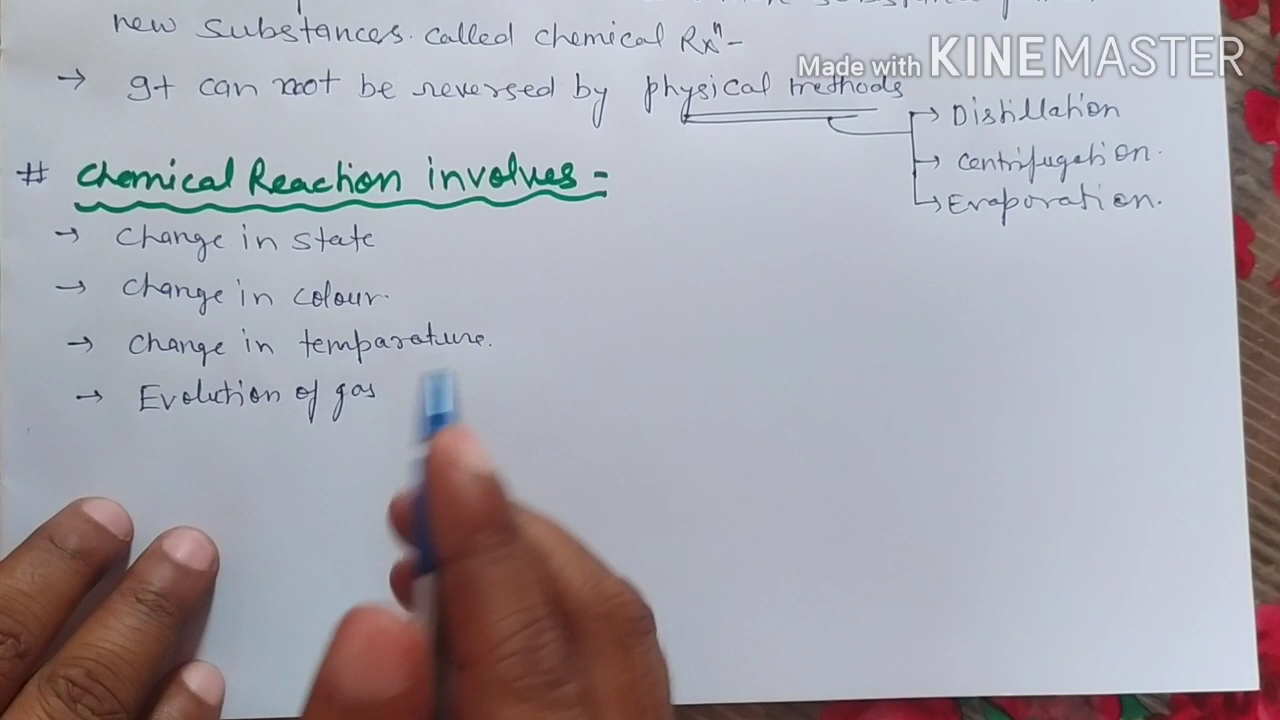 new substances. called chemical Rxⁿ-
Made with KINEMASTER
→ It can not be reversed by physical methods
→ Distillation
→ Centrifugation.
→ Evaporation.
# Chemical Reaction involves -
→ Change in state
→ Change in colour.
→ Change in temparature.
→ Evolution of gas